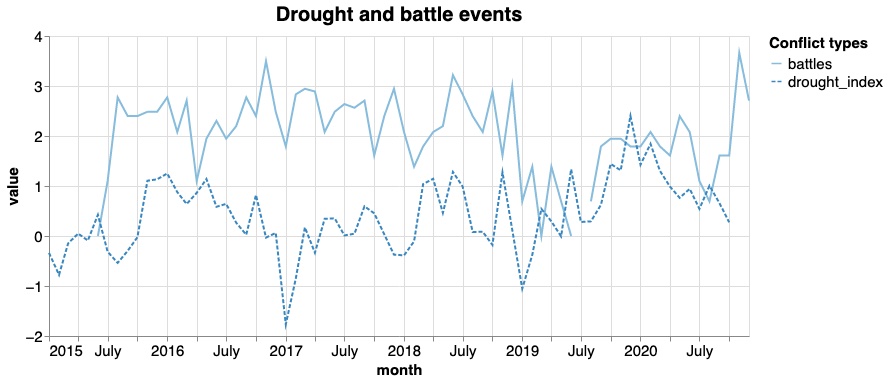 Drought and battle events
Conflict types
battles
drought_index
value
4
3
2
1
0
−1
−2
2015 July 2016 July 2017 July 2018 July 2019 July 2020 July
month